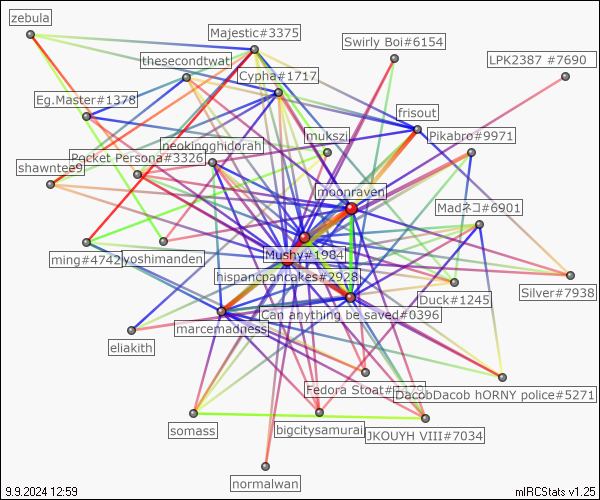 zebula
Majestic#3375
Swirly Boi#6154
thesecondtwat
LPK2387 #7690
Cypha#1717
Eg.Master#1378
frisout
mukszi
Pikabro#9971
neokingghidorah
Pocket Persona#3326
shawntee9
moonraven
Madスコ#6901
Mushy#1984
ming#4742
yoshimanden
hispancpancakes#2928
Silver#7938
Duck#1245
Can anything be saved#0396
marcemadness
eliakith
Fedora Stoat#
DacobDacob hORNY police#5271
somass
bigcitysamurai
JKOUYH VIII#7034
normalwan
9.9.2024 12:59
mIRCStats v1.25